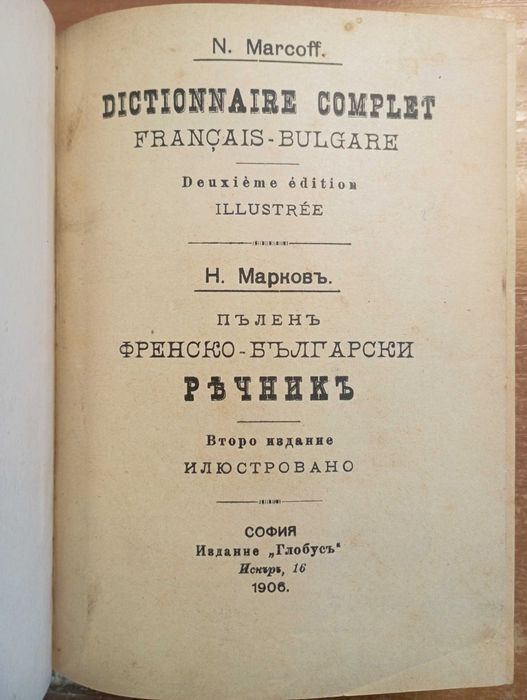 N. Marcoff.
DICTIONNAIRE COMPLET
FRANÇAIS-BULGARE
Deuxième édition
ILLUSTRÉE
Н. Марковъ.
ПЪЛЕНЪ
ФРЕНСКО-БЪЛГАРСКИ
РѢЧНИКЪ
Второ издание
ИЛЮСТРОВАНО
СОФИЯ
Издание „Глобусъ“
Искъръ, 16
1906.